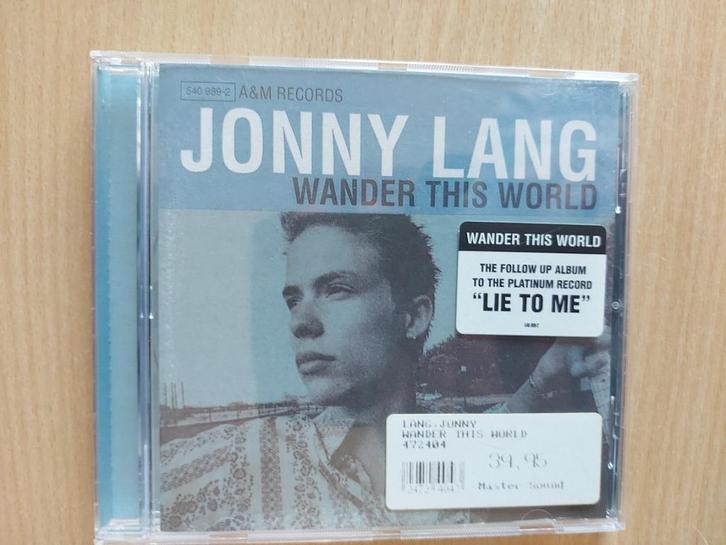 540 989-2 A&M RECORDS
JONNY LANG
WANDER THIS WORLD
WANDER THIS WORLD
THE FOLLOW UP ALBUM
TO THE PLATINUM RECORD
“LIE TO ME”
LANG.JONNY
WANDER THIS WORLD
472404
39,95
Master Sound